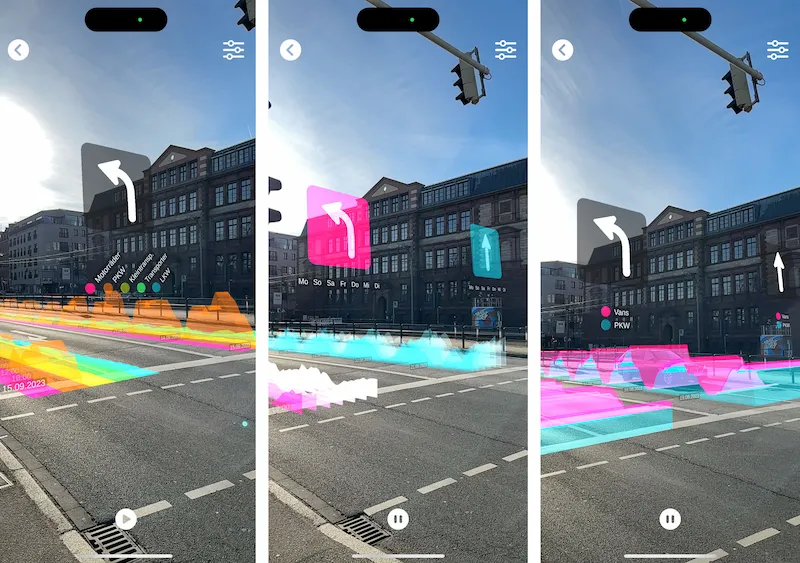 Motorräder
PKW
Kleintransp.
Transporter
LKW
15.09.2023
Mo So Sa Fr Do Mi Di
Vans
PKW